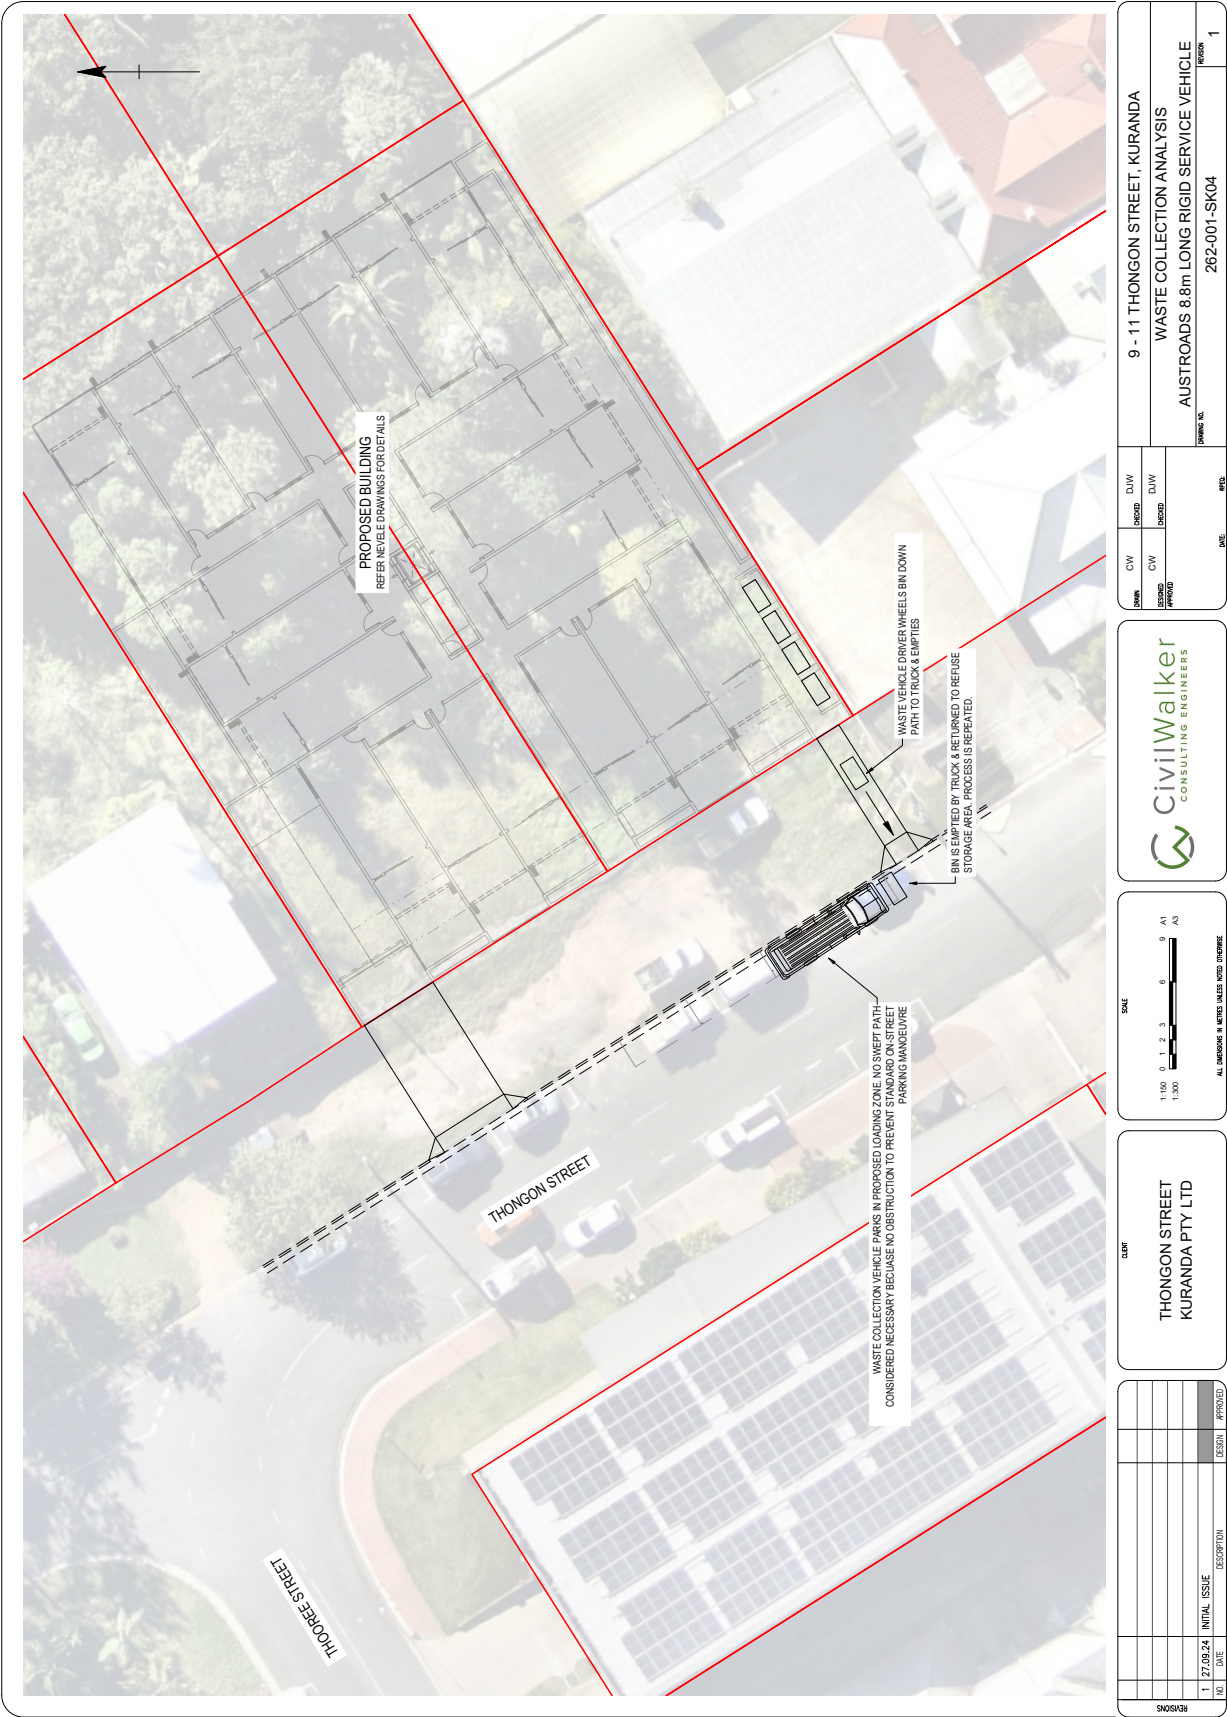 PROPOSED BUILDING
REFER NEVELE DRAWINGS FOR DETAILS
WASTE VEHICLE DRIVER WHEELS BIN DOWN
PATH TO TRUCK & EMPTIES
BIN IS EMPTIED BY TRUCK & RETURNED TO REFUSE
STORAGE AREA. PROCESS IS REPEATED.
WASTE COLLECTION VEHICLE PARKS IN PROPOSED LOADING ZONE. NO SWEPT PATH
CONSIDERED NECESSARY BECUASE NO OBSTRUCTION TO PREVENT STANDARD ON-STREET
PARKING MANOEUVRE
THONGON STREET
THOOREE STREET
REVISIONS
1 27.09.24 INITIAL ISSUE
NO. DATE DESCRIPTION DESIGN APPROVED
CLIENT
THONGON STREET
KURANDA PTY LTD
SCALE
1:150 0 1 2 3 6 9 A1
1:300 A3
ALL DIMENSIONS IN METRES UNLESS NOTED OTHERWISE
CivilWalker
CONSULTING ENGINEERS
DRAWN CW CHECKED DJW
DESIGNED CW CHECKED DJW
APPROVED
DATE: RPEQ:
9 - 11 THONGON STREET, KURANDA
WASTE COLLECTION ANALYSIS
AUSTROADS 8.8m LONG RIGID SERVICE VEHICLE
DRAWING NO.
262-001-SK04
REVISION
1